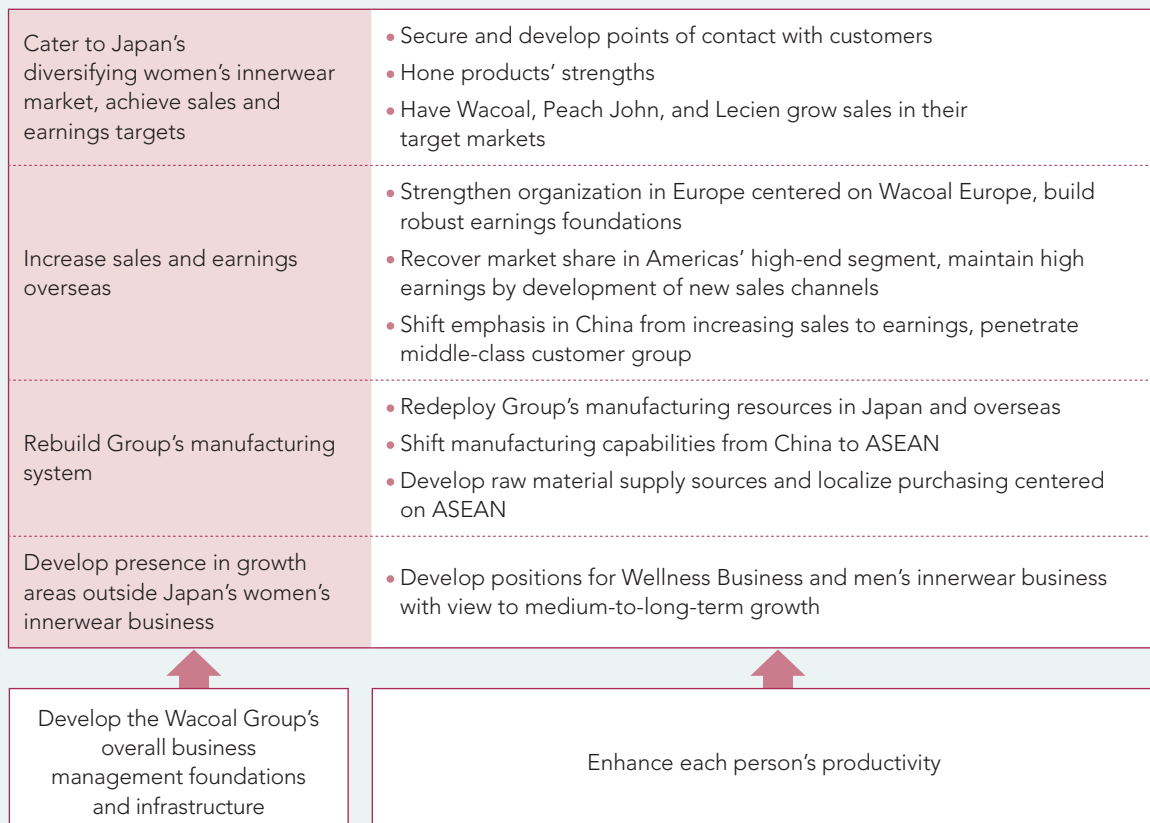 Cater to Japan's
diversifying women's innerwear
market, achieve sales and
earnings targets
• Secure and develop points of contact with customers
• Hone products' strengths
• Have Wacoal, Peach John, and Lecien grow sales in their
target markets
Increase sales and earnings
overseas
• Strengthen organization in Europe centered on Wacoal Europe, build
robust earnings foundations
• Recover market share in Americas' high-end segment, maintain high
earnings by development of new sales channels
• Shift emphasis in China from increasing sales to earnings, penetrate
middle-class customer group
Rebuild Group's manufacturing
system
• Redeploy Group's manufacturing resources in Japan and overseas
• Shift manufacturing capabilities from China to ASEAN
• Develop raw material supply sources and localize purchasing centered
on ASEAN
Develop presence in growth
areas outside Japan's women's
innerwear business
• Develop positions for Wellness Business and men's innerwear business
with view to medium-to-long-term growth
Develop the Wacoal Group's
overall business
management foundations
and infrastructure
Enhance each person's productivity